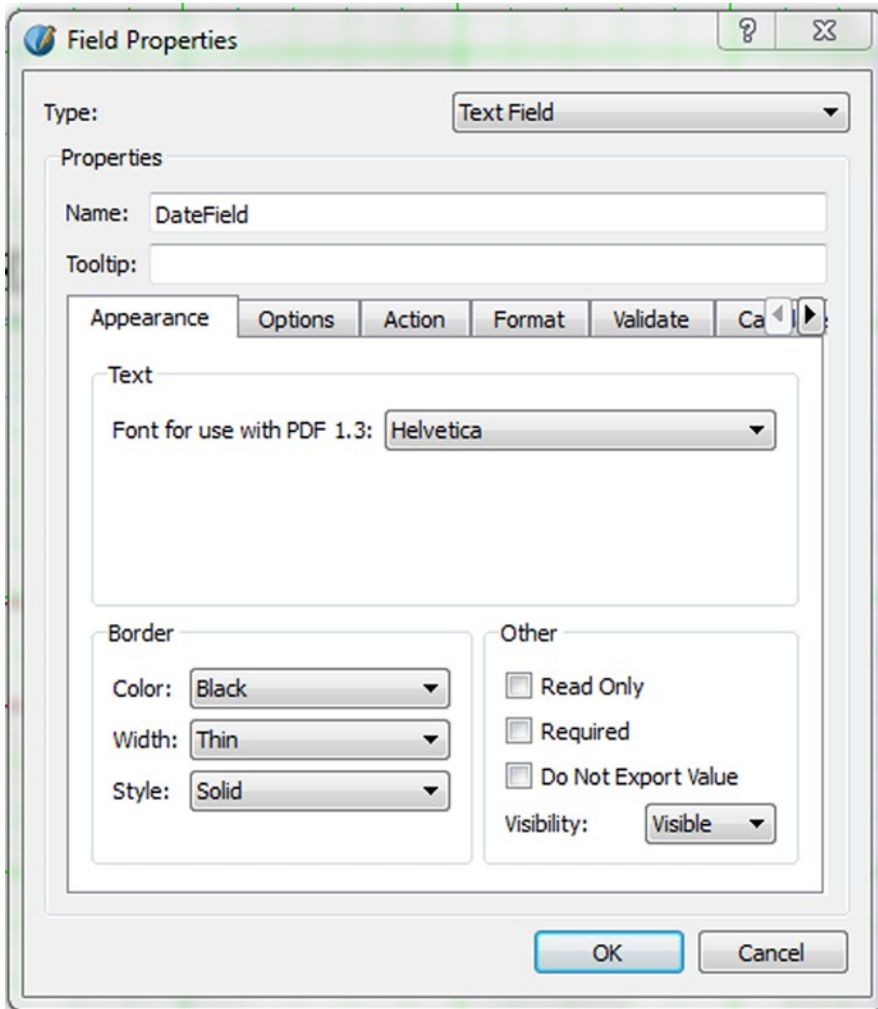 Field Properties
Type: Text Field
Properties
Name: DateField
Tooltip:
Appearance Options Action Format Validate
Text
Font for use with PDF 1.3: Helvetica
Border
Color: Black
Width: Thin
Style: Solid
Other
Read Only
Required
Do Not Export Value
Visibility: Visible
OK Cancel